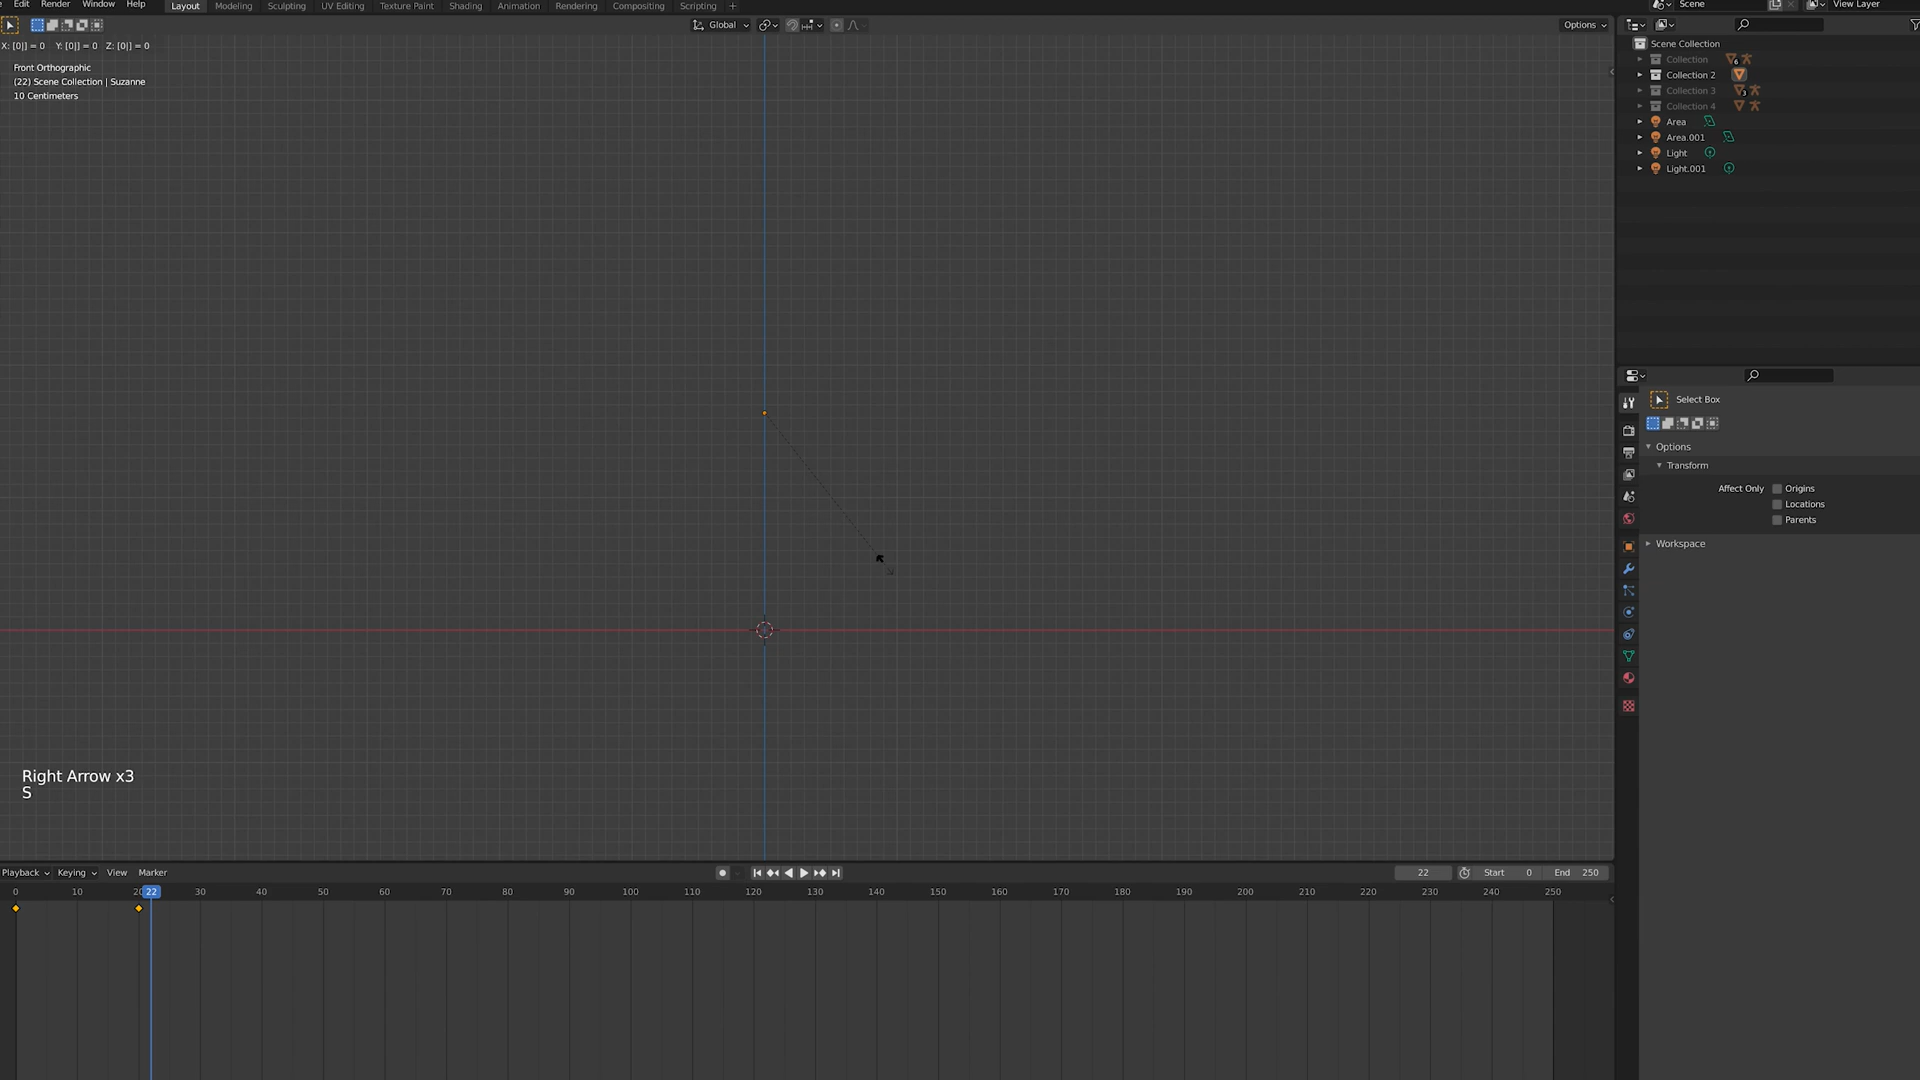 Edit Render Window Help Layout Modeling Sculpting UV Editing Texture Paint Shading Animation Rendering Compositing Scripting + Scene View Layer
Global Options
X: [0|] = 0 Y: [0|] = 0 Z: [0|] = 0
Front Orthographic
(22) Scene Collection | Suzanne
10 Centimeters
Scene Collection
Collection 6
Collection 2
Collection 3 3
Collection 4
Area
Area.001
Light
Light.001
Select Box
Options
Transform
Affect Only Origins
Locations
Parents
Workspace
Right Arrow x3
S
Playback Keying View Marker 22 Start 0 End 250
0 10 20 22 30 40 50 60 70 80 90 100 110 120 130 140 150 160 170 180 190 200 210 220 230 240 250